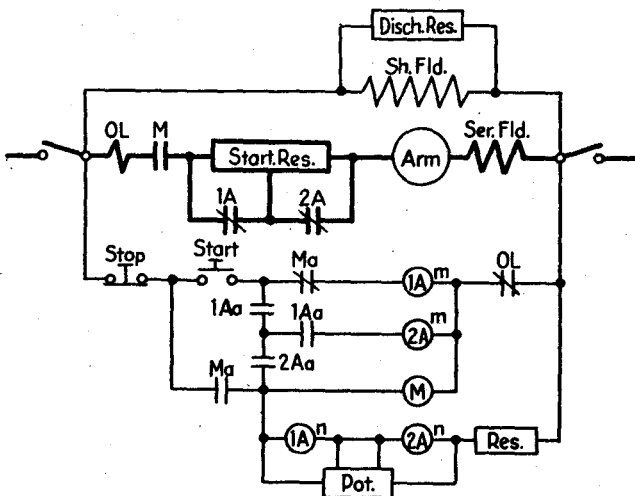 Disch. Res.
Sh. Fld.
OL M Start. Res. Arm Ser. Fld.
1A 2A
Stop Start Ma 1A m OL
1Aa 1Aa 2A m
2Aa
Ma M
1A n 2A n Res.
Pot.